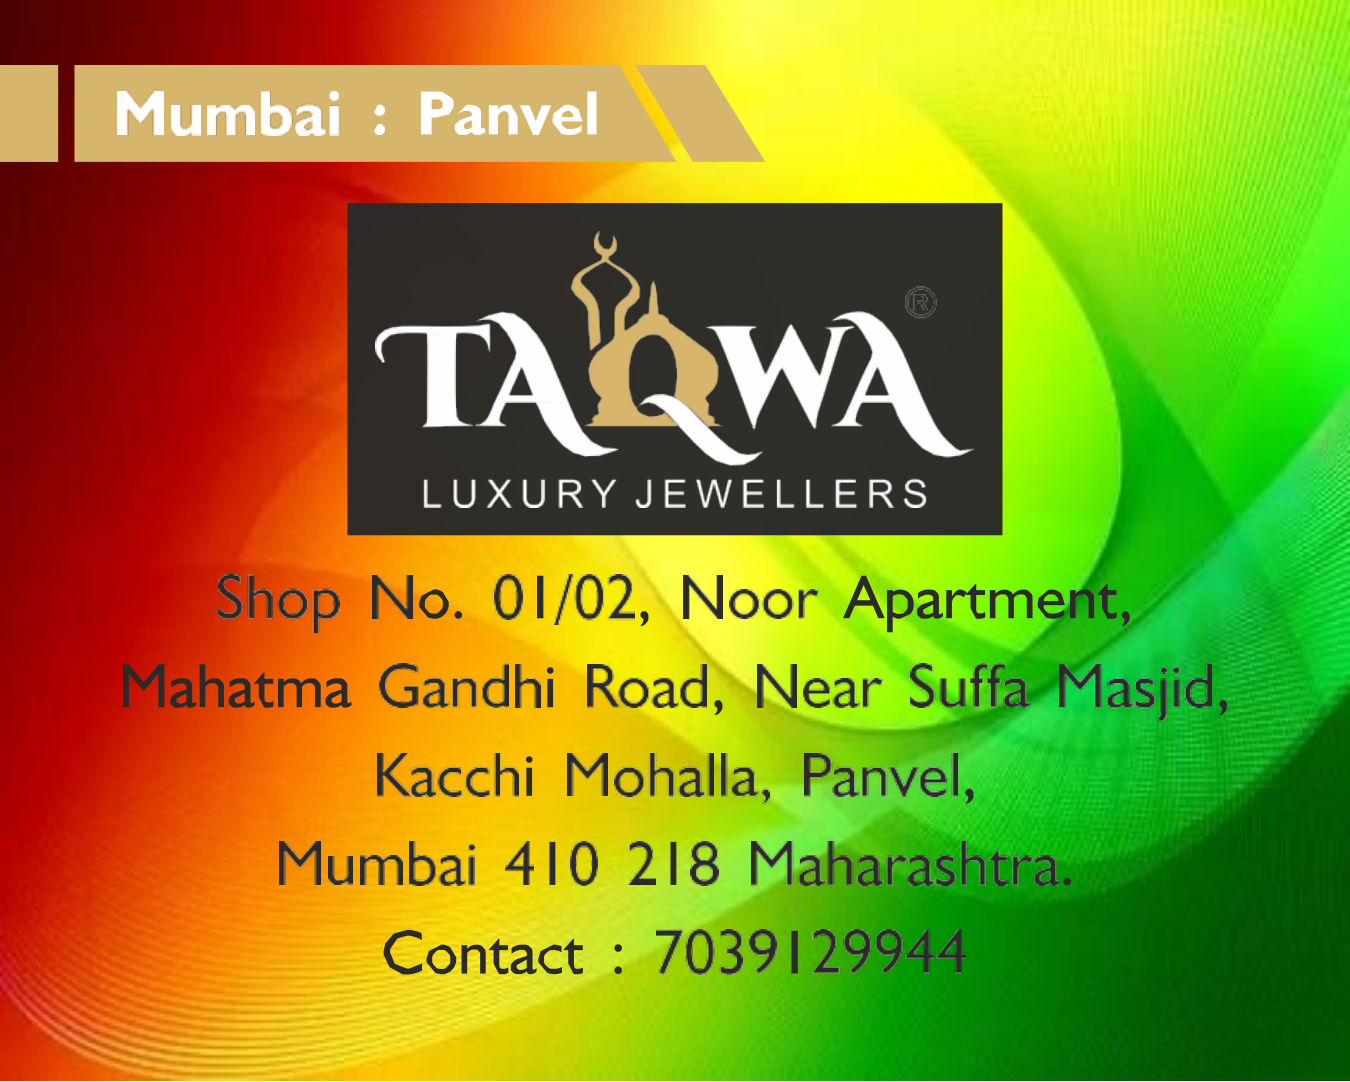 Mumbai : Panvel
TAQWA ®
LUXURY JEWELLERS
Shop No. 01/02, Noor Apartment,
Mahatma Gandhi Road, Near Suffa Masjid,
Kacchi Mohalla, Panvel,
Mumbai 410 218 Maharashtra.
Contact : 7039129944